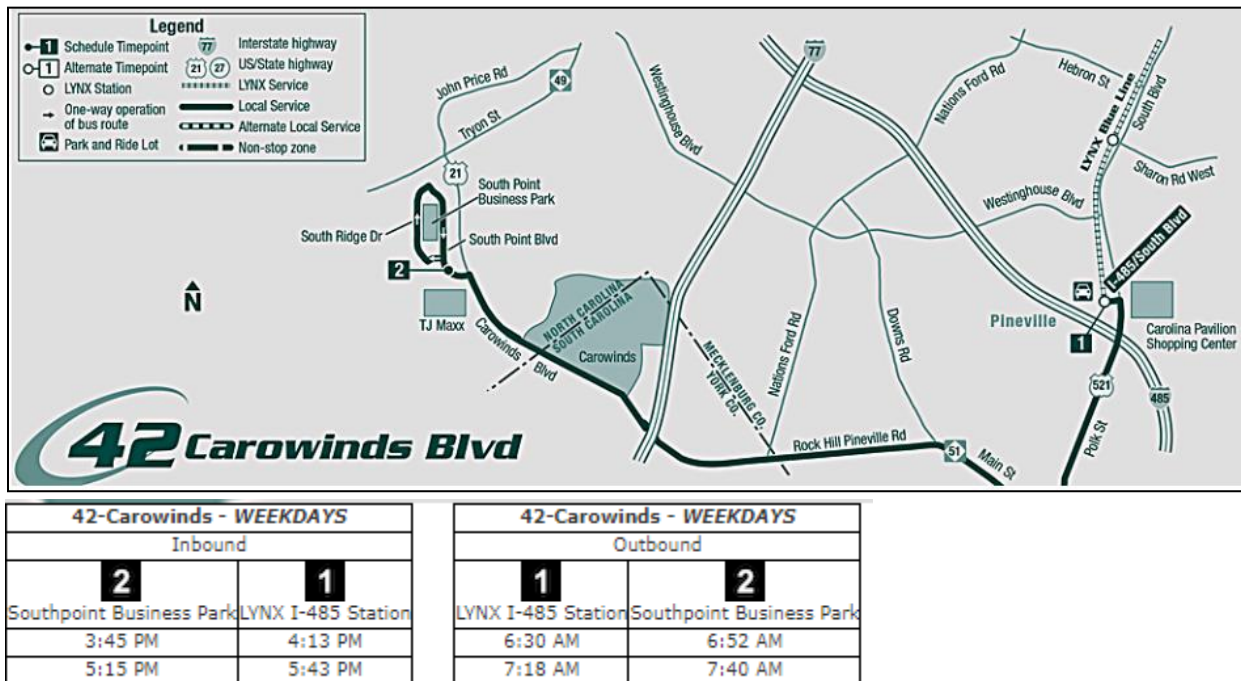 Legend
1 Schedule Timepoint
1 Alternate Timepoint
LYNX Station
One-way operation
of bus route
Park and Ride Lot
77 Interstate highway
21 27 US/State highway
LYNX Service
Local Service
Alternate Local Service
Non-stop zone
John Price Rd
49
Tryon St
21
South Point
Business Park
South Ridge Dr
South Point Blvd
2
N
TJ Maxx
Carowinds
Blvd
NORTH CAROLINA
SOUTH CAROLINA
Carowinds
77
Westinghouse Blvd
Nations Ford Rd
Hebron St
LYNX Blue Line
South Blvd
Sharon Rd West
Westinghouse Blvd
I-485/South Blvd
Pineville
1
Carolina Pavilion
Shopping Center
MECKLENBURG CO.
YORK CO.
Nations Ford Rd
Downs Rd
521
485
Polk St
Rock Hill Pineville Rd
51
Main St
42 Carowinds Blvd
42-Carowinds - WEEKDAYS
Inbound
2 1
Southpoint Business Park LYNX I-485 Station
3:45 PM 4:13 PM
5:15 PM 5:43 PM
42-Carowinds - WEEKDAYS
Outbound
1 2
LYNX I-485 Station Southpoint Business Park
6:30 AM 6:52 AM
7:18 AM 7:40 AM